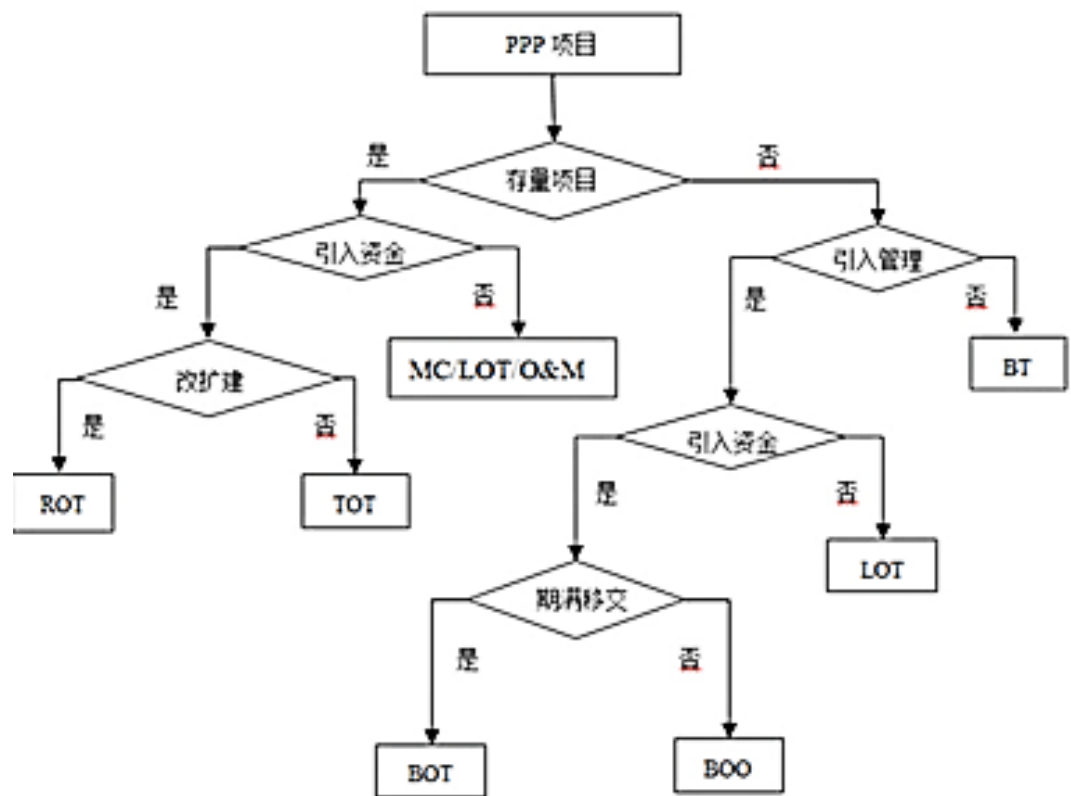 PPP 项目
是
否
存量项目
引入资金
引入管理
是
否
是
否
改扩建
MC/LOT/O&M
BT
是
否
引入资金
ROT
TOT
是
否
LOT
期满移交
是
否
BOT
BOO